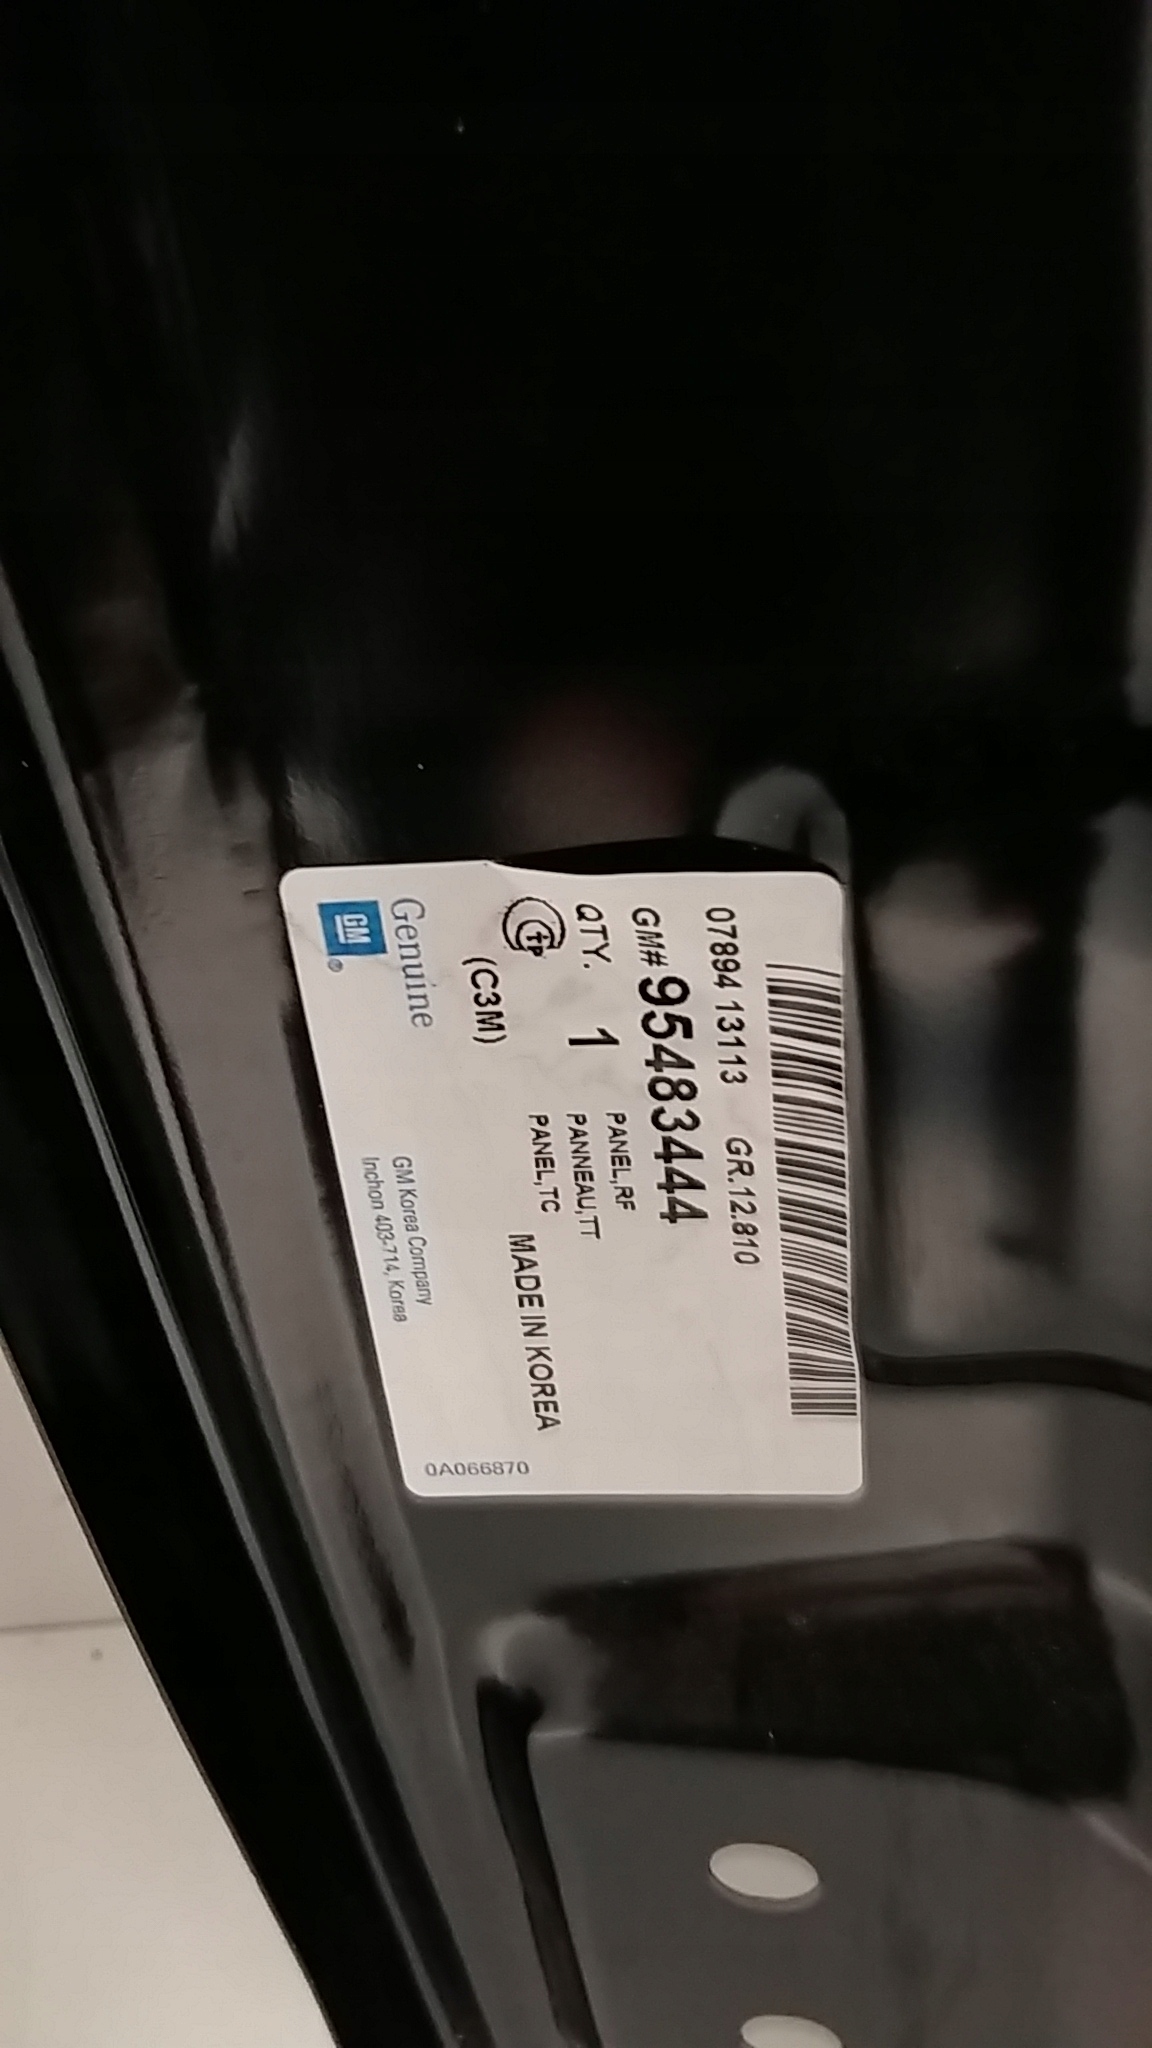 07894 13113 GR.12.810
GM# 95483444
QTY. 1 PANEL,RF
PANNEAU,TT
PANEL,TC
(C3M) MADE IN KOREA
Genuine
GM Korea Company
Inchon 403-714, Korea
GM ®
0A066870